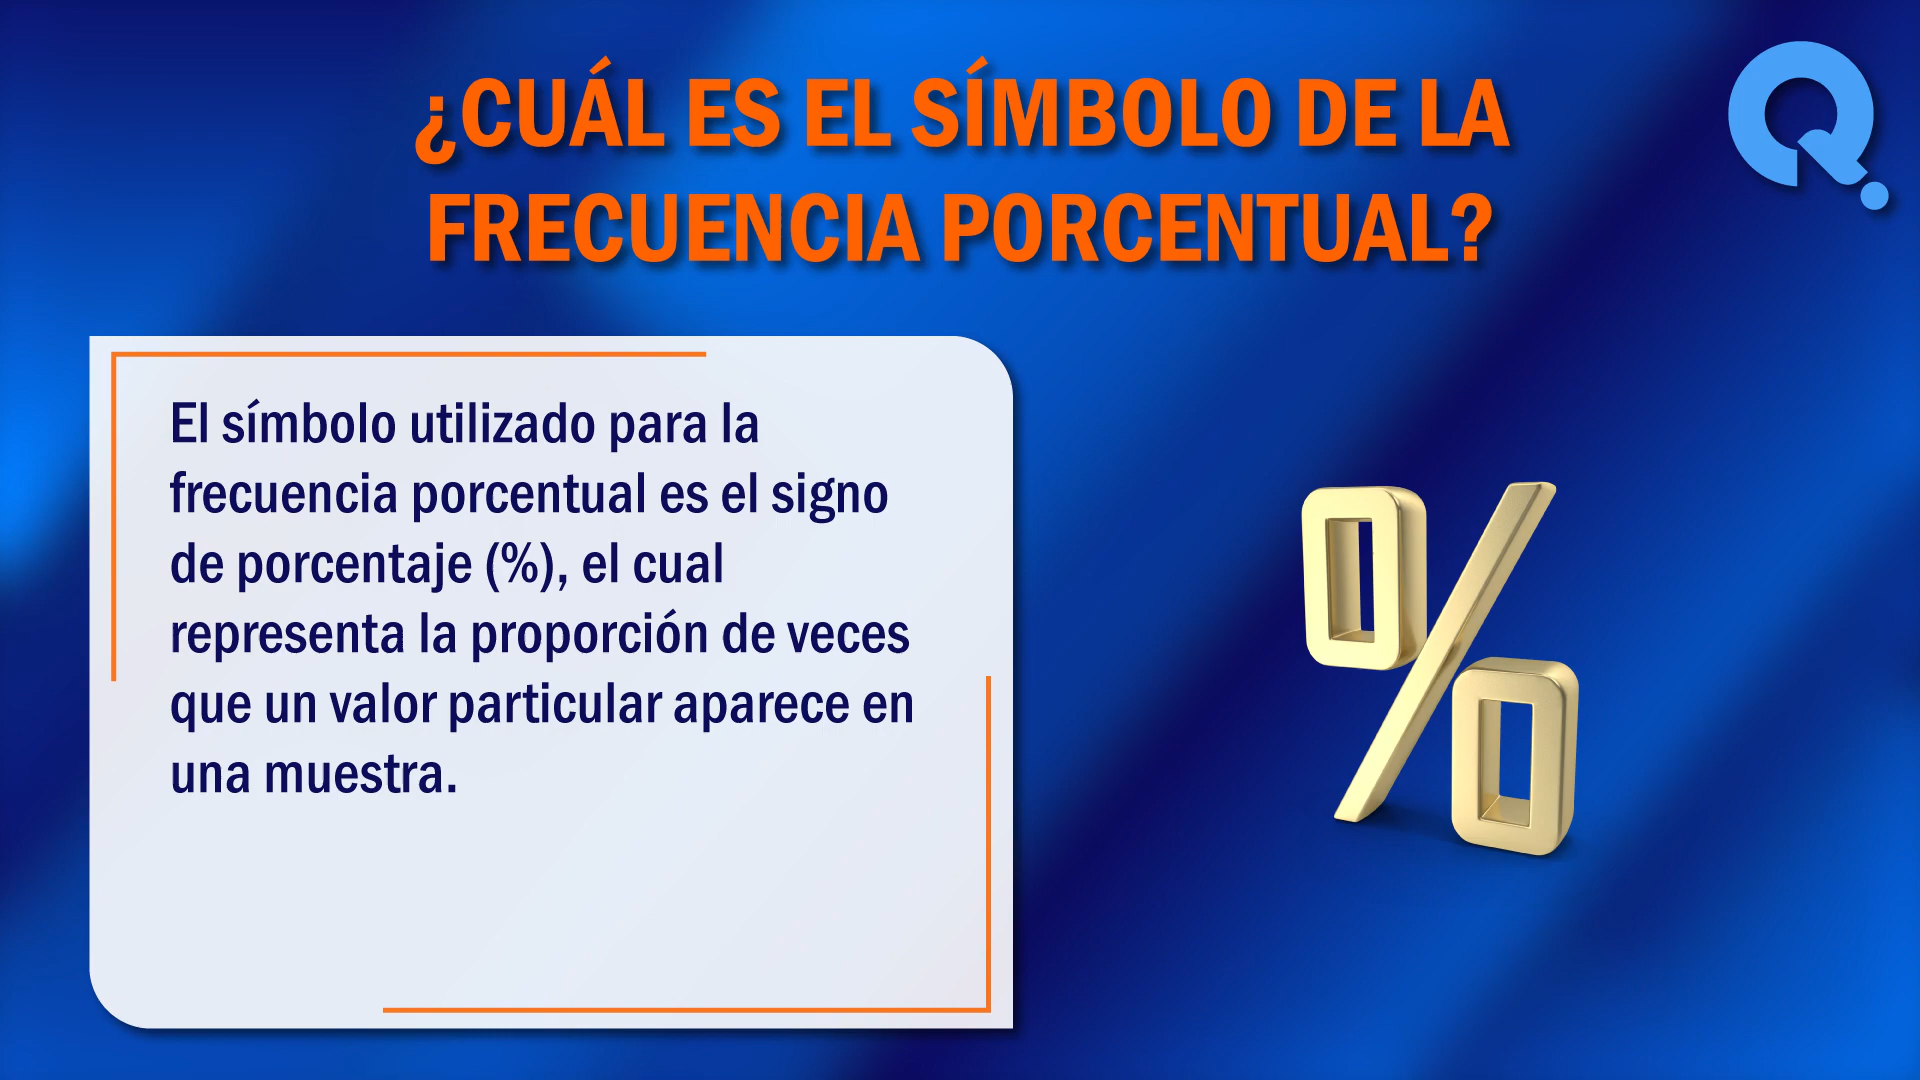 ¿CUÁL ES EL SÍMBOLO DE LA
FRECUENCIA PORCENTUAL?
El símbolo utilizado para la
frecuencia porcentual es el signo
de porcentaje (%), el cual
representa la proporción de veces
que un valor particular aparece en
una muestra.
%